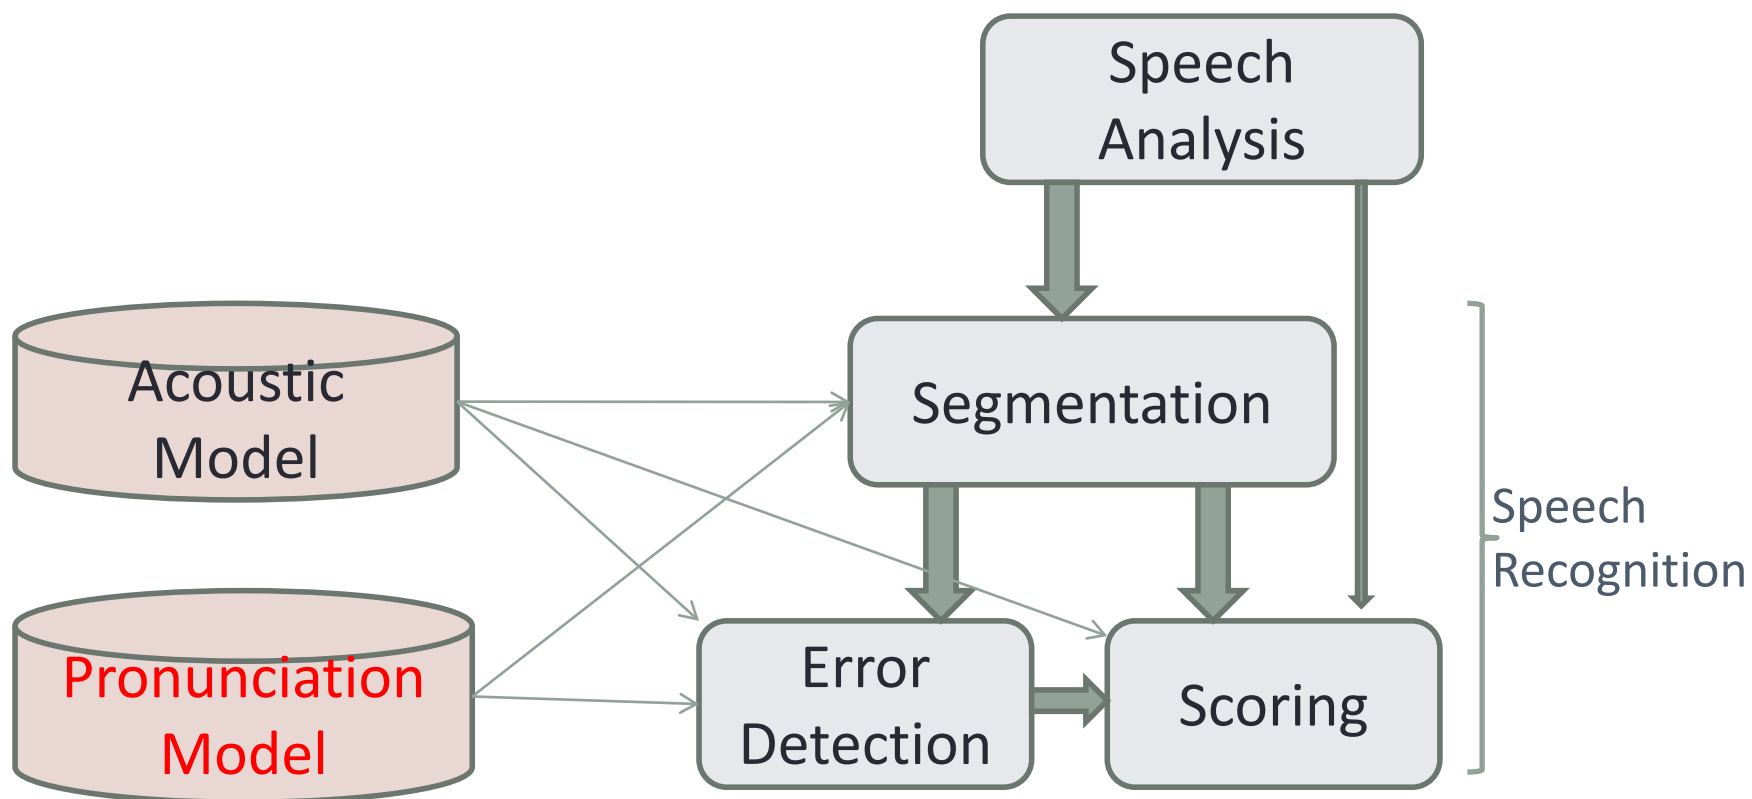 Speech
Analysis
Acoustic
Model
Segmentation
Speech
Recognition
Pronunciation
Model
Error
Detection
Scoring